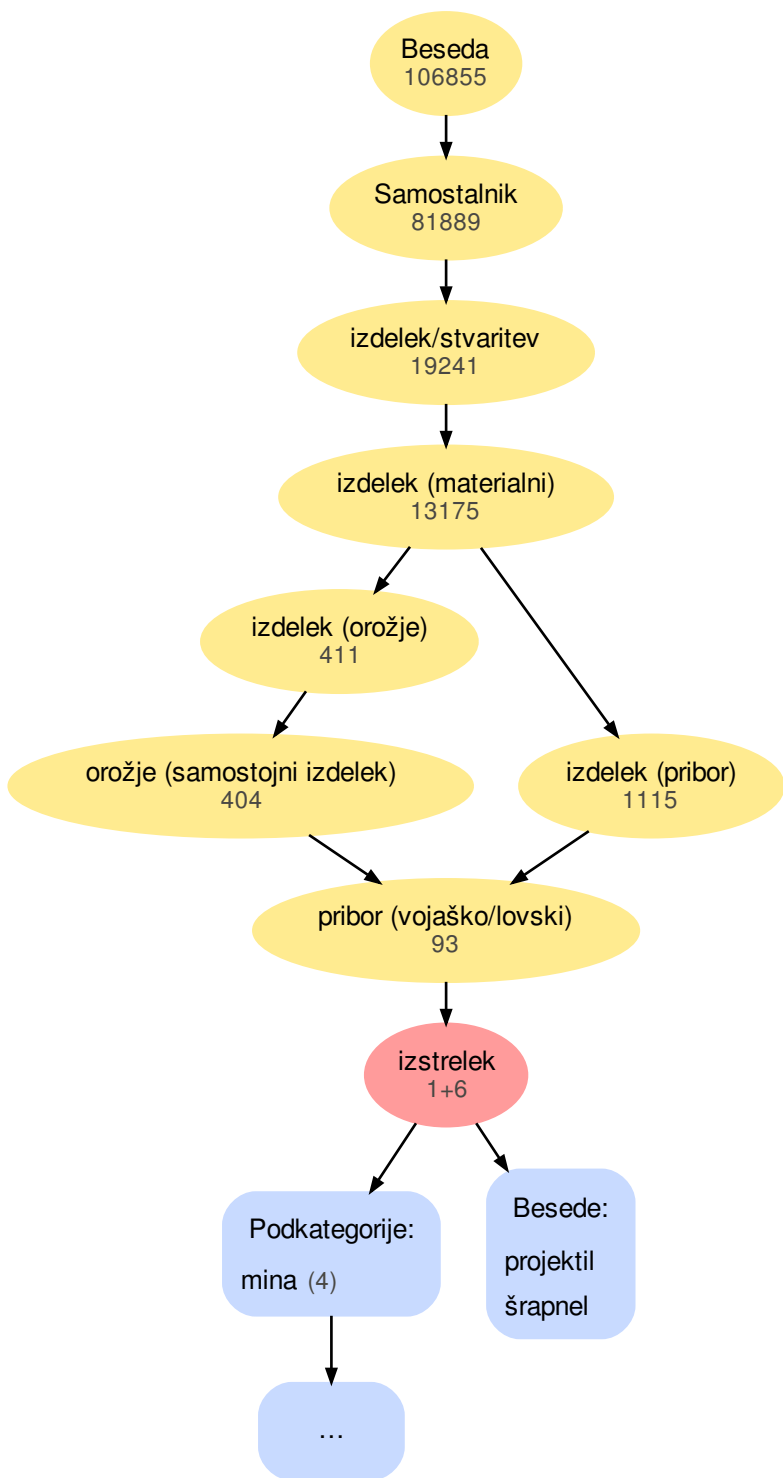 Beseda
106855
Samostalnik
81889
izdelek/stvaritev
19241
izdelek (materialni)
13175
izdelek (orožje)
411
orožje (samostojni izdelek)
404
izdelek (pribor)
1115
pribor (vojaško/lovski)
93
izstrelek
1+6
Podkategorije:
mina (4)
Besede:
projektil
šrapnel
...